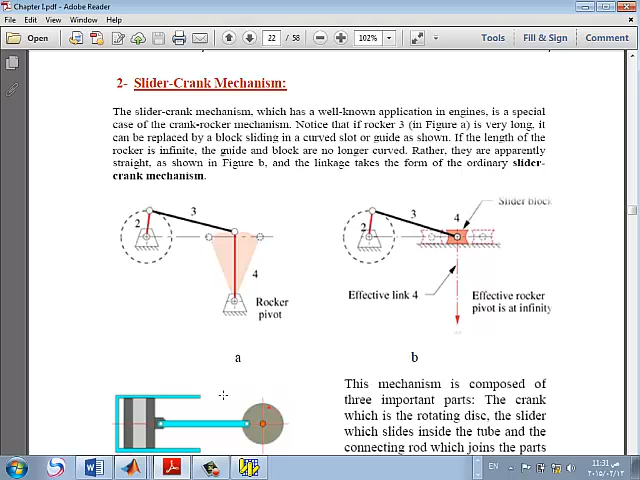 Chapter I.pdf - Adobe Reader
File Edit View Window Help
Open
22 / 58
102%
Tools
Fill & Sign
Comment
2- Slider-Crank Mechanism:
The slider-crank mechanism, which has a well-known application in engines, is a special
case of the crank-rocker mechanism. Notice that if rocker 3 (in Figure a) is very long, it
can be replaced by a block sliding in a curved slot or guide as shown. If the length of the
rocker is infinite, the guide and block are no longer curved. Rather, they are apparently
straight, as shown in Figure b, and the linkage takes the form of the ordinary slider-
crank mechanism.
2
3
4
Rocker
pivot
a
2
3
4
Slider block
Effective link 4
Effective rocker
pivot is at infinity
b
This mechanism is composed of
three important parts: The crank
which is the rotating disc, the slider
which slides inside the tube and the
connecting rod which joins the parts
EN
11:31 ص
٢٠١٥/٠٢/١٢